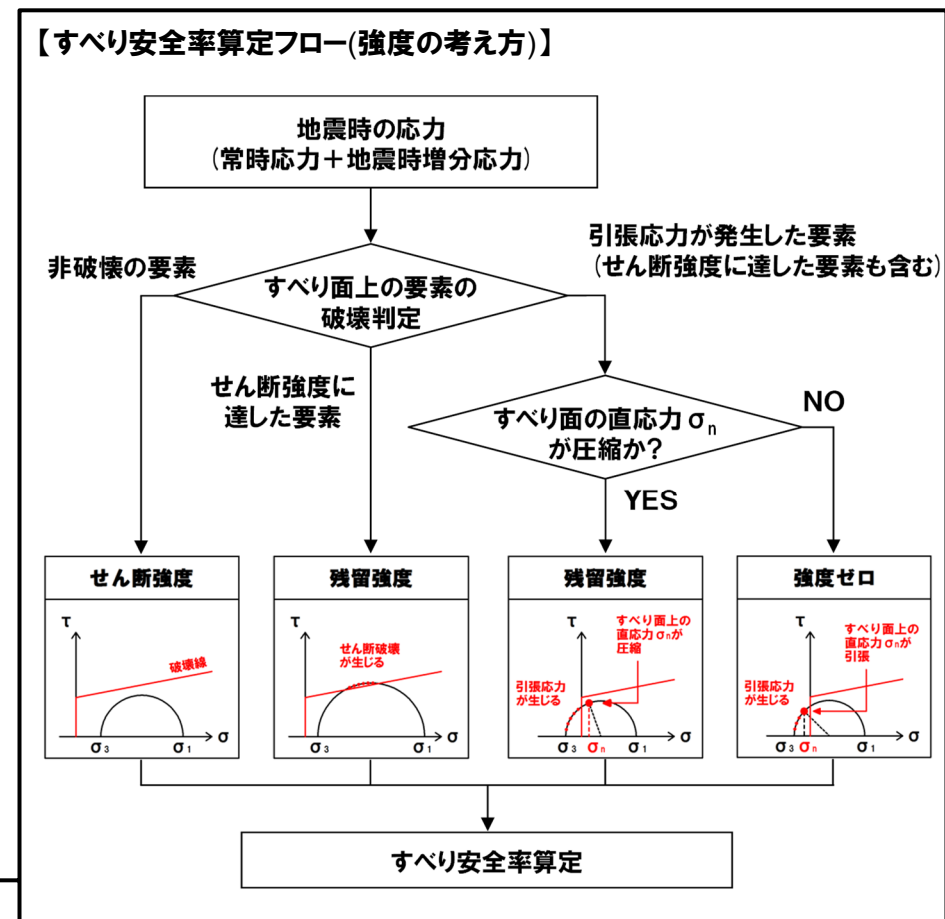 【すべり安全率算定フロー(強度の考え方)】
地震時の応力
(常時応力＋地震時増分応力)
引張応力が発生した要素
(せん断強度に達した要素も含む)
非破壊の要素
すべり面上の要素の
破壊判定
せん断強度に
達した要素
すべり面の直応力σn
が圧縮か？
NO
YES
せん断強度
τ
破壊線
σ3
σ1
σ
残留強度
τ
せん断破壊
が生じる
σ3
σ1
σ
残留強度
τ
すべり面上の
直応力σnが
圧縮
引張応力
が生じる
σ3
σn
σ1
σ
強度ゼロ
τ
すべり面上の
直応力σnが
引張
引張応力
が生じる
σ3
σn
σ1
σ
すべり安全率算定